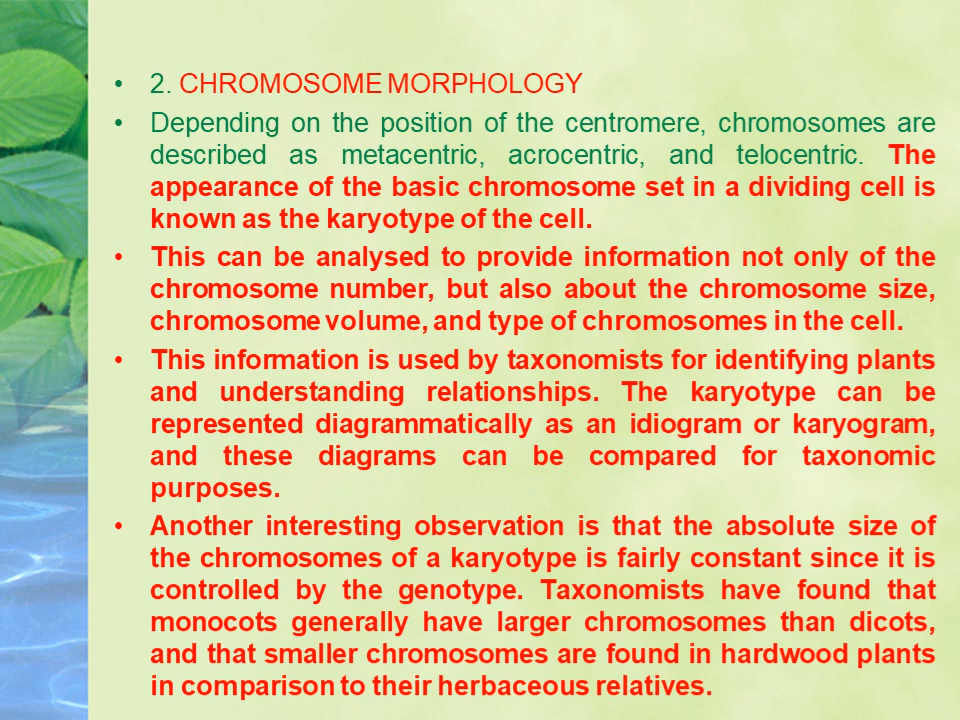 • 2. CHROMOSOME MORPHOLOGY
• Depending on the position of the centromere, chromosomes are
described as metacentric, acrocentric, and telocentric. The
appearance of the basic chromosome set in a dividing cell is
known as the karyotype of the cell.
• This can be analysed to provide information not only of the
chromosome number, but also about the chromosome size,
chromosome volume, and type of chromosomes in the cell.
• This information is used by taxonomists for identifying plants
and understanding relationships. The karyotype can be
represented diagrammatically as an idiogram or karyogram,
and these diagrams can be compared for taxonomic
purposes.
• Another interesting observation is that the absolute size of
the chromosomes of a karyotype is fairly constant since it is
controlled by the genotype. Taxonomists have found that
monocots generally have larger chromosomes than dicots,
and that smaller chromosomes are found in hardwood plants
in comparison to their herbaceous relatives.